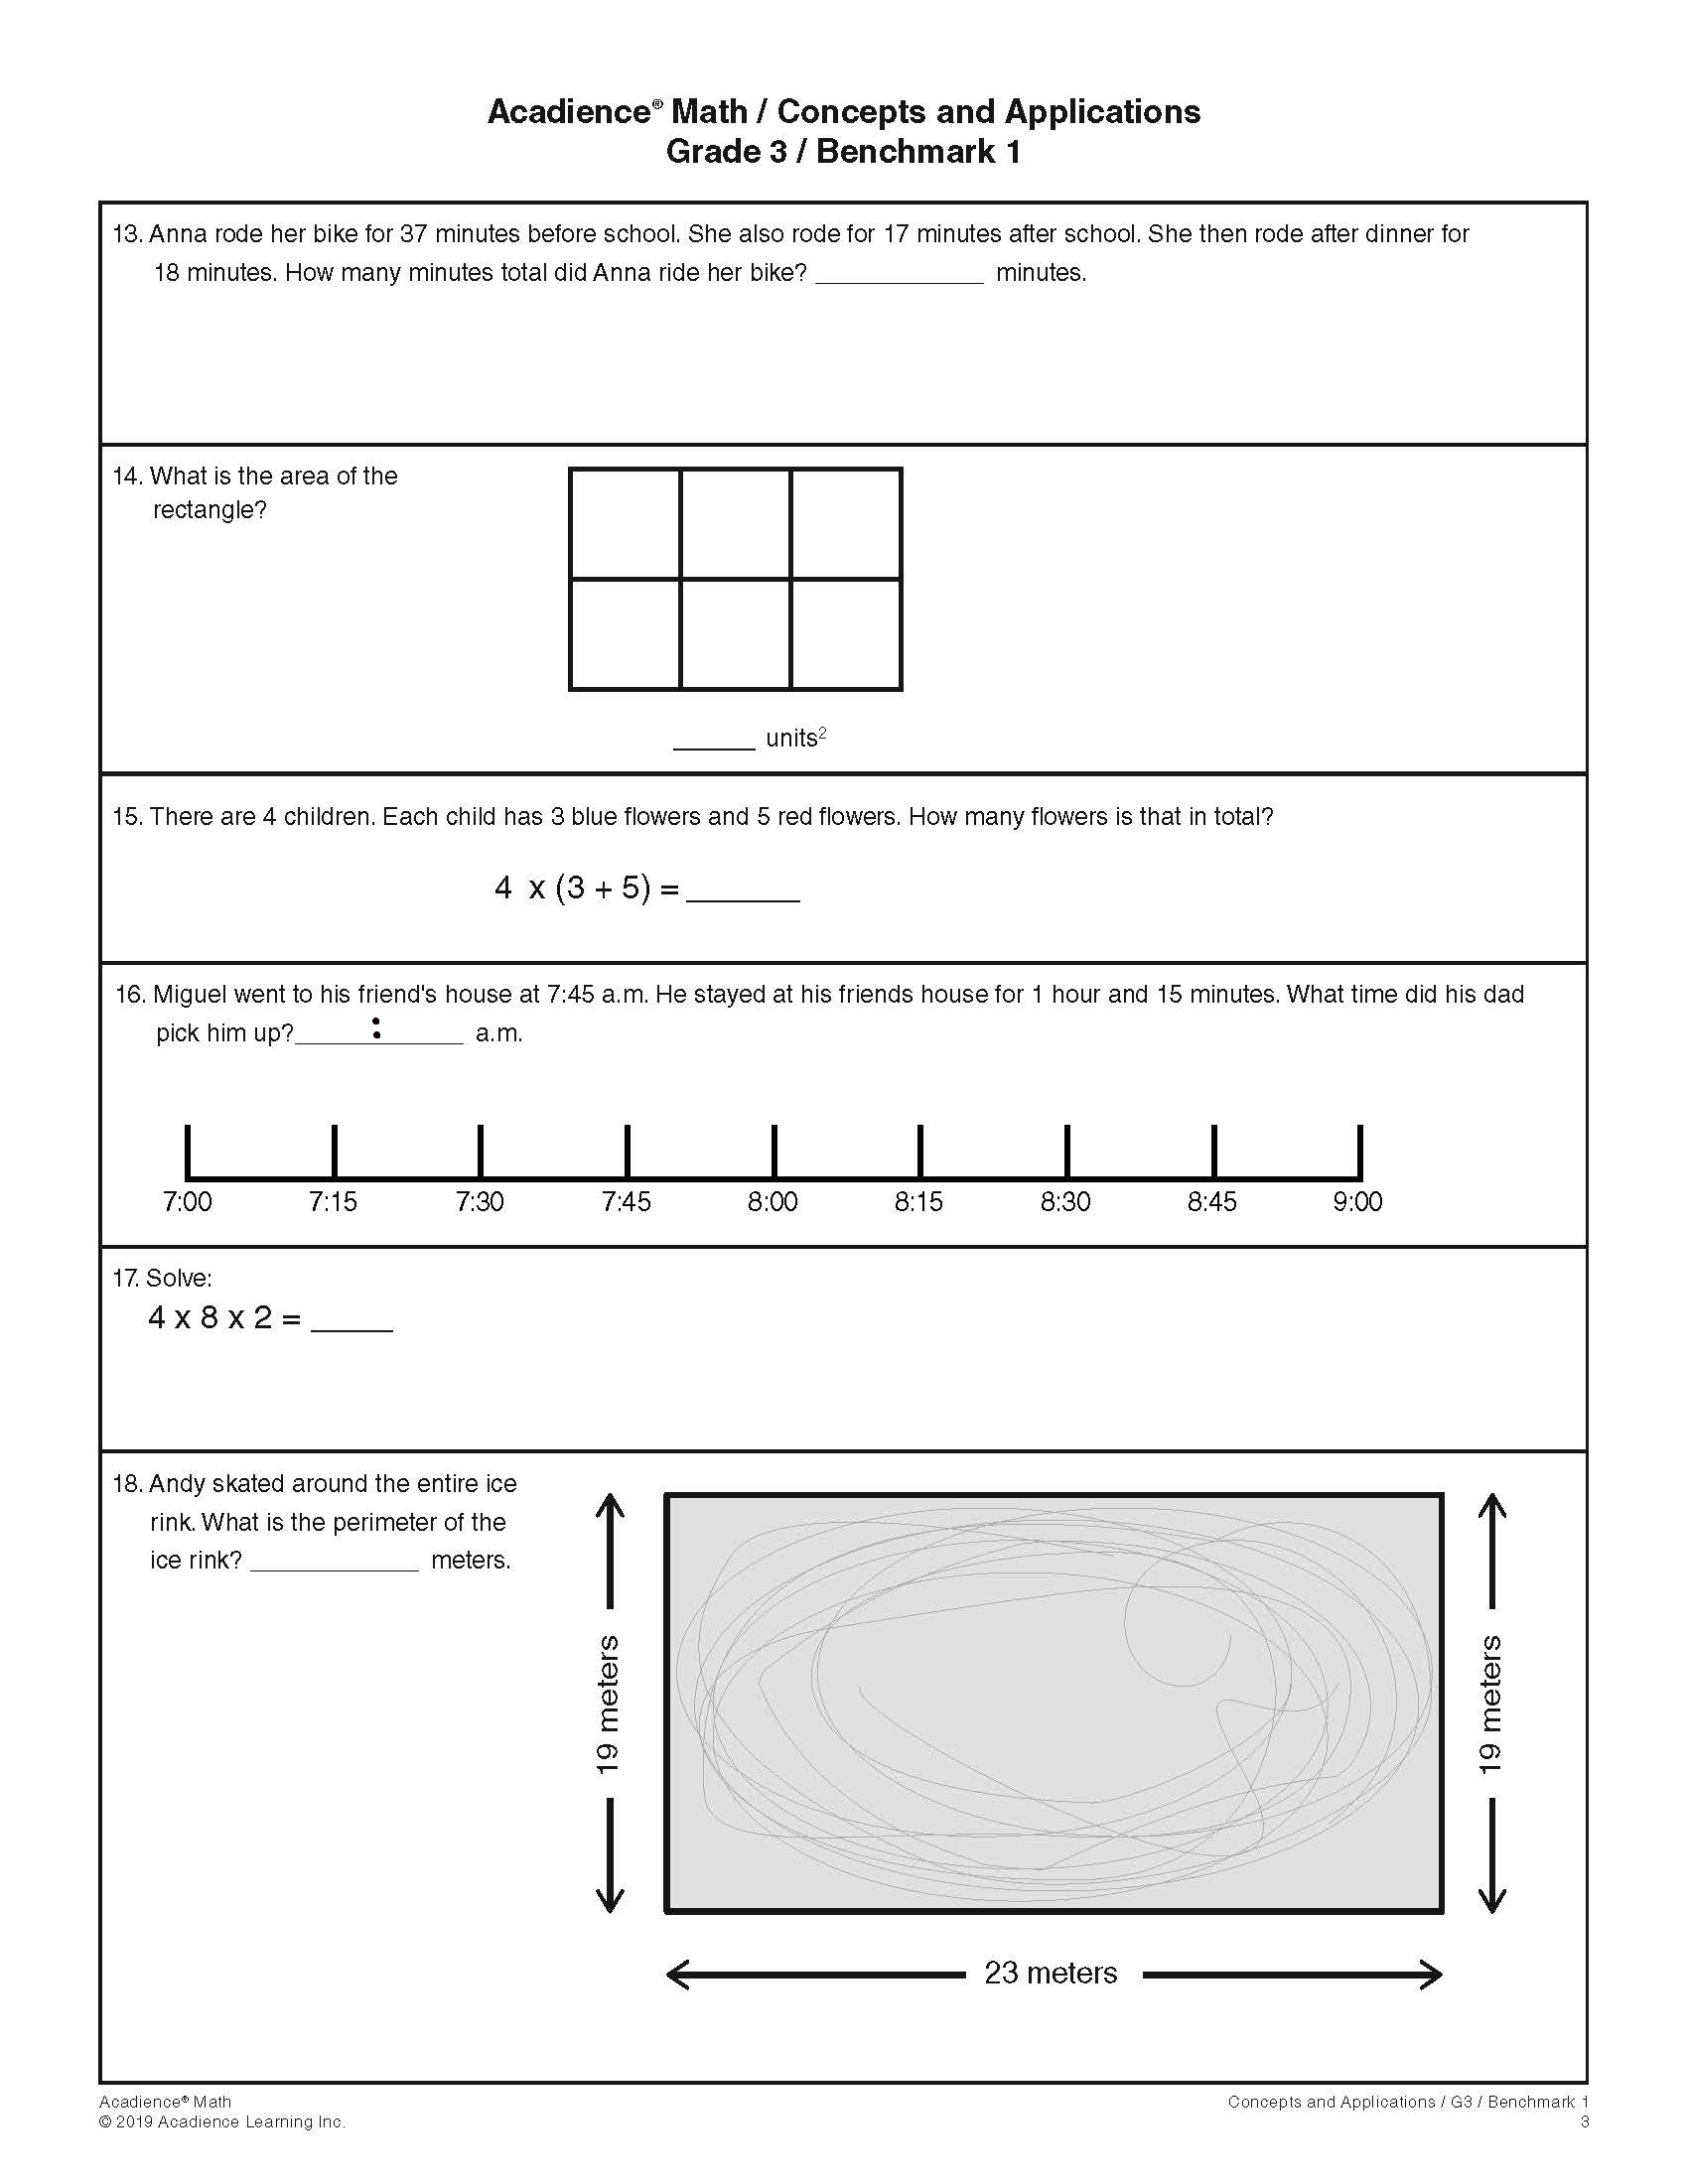 Acadience® Math / Concepts and Applications
Grade 3 / Benchmark 1
13. Anna rode her bike for 37 minutes before school. She also rode for 17 minutes after school. She then rode after dinner for
18 minutes. How many minutes total did Anna ride her bike? ____________ minutes.
14. What is the area of the
rectangle?
______ units²
15. There are 4 children. Each child has 3 blue flowers and 5 red flowers. How many flowers is that in total?
4 x (3 + 5) = _______
16. Miguel went to his friend's house at 7:45 a.m. He stayed at his friends house for 1 hour and 15 minutes. What time did his dad
pick him up?______:______ a.m.
7:00 7:15 7:30 7:45 8:00 8:15 8:30 8:45 9:00
17. Solve:
4 x 8 x 2 = _____
18. Andy skated around the entire ice
rink. What is the perimeter of the
ice rink? ____________ meters.
19 meters
19 meters
23 meters
Acadience® Math
© 2019 Acadience Learning Inc.
Concepts and Applications / G3 / Benchmark 1
3